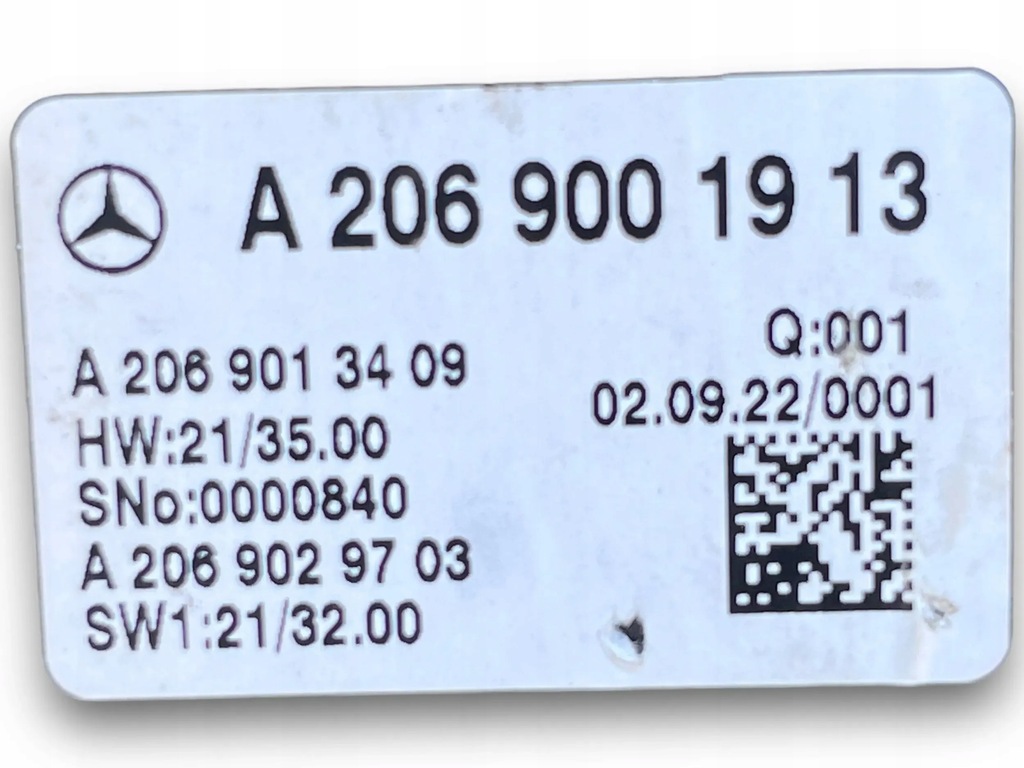 A 206 900 19 13
Q:001
02.09.22/0001
A 206 901 34 09
HW:21/35.00
SNo:0000840
A 206 902 97 03
SW1:21/32.00